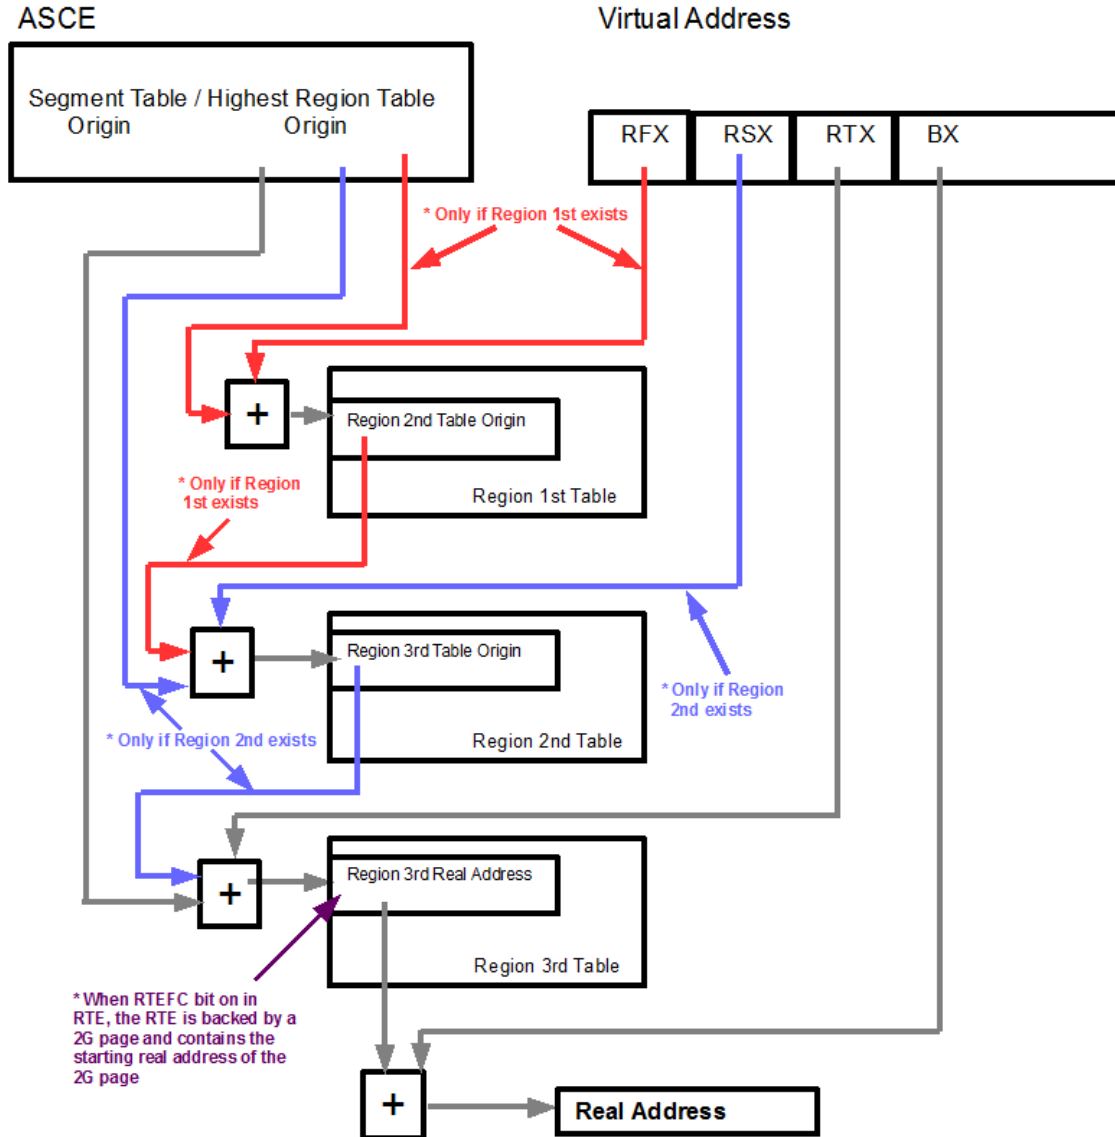 ASCE
Virtual Address
Segment Table / Highest Region Table
Origin Origin
RFX RSX RTX BX
* Only if Region 1st exists
+
Region 2nd Table Origin
Region 1st Table
* Only if Region
1st exists
+
Region 3rd Table Origin
Region 2nd Table
* Only if Region
2nd exists
* Only if Region 2nd exists
+
Region 3rd Real Address
Region 3rd Table
* When RTEFC bit on in
RTE, the RTE is backed by a
2G page and contains the
starting real address of the
2G page
+
Real Address